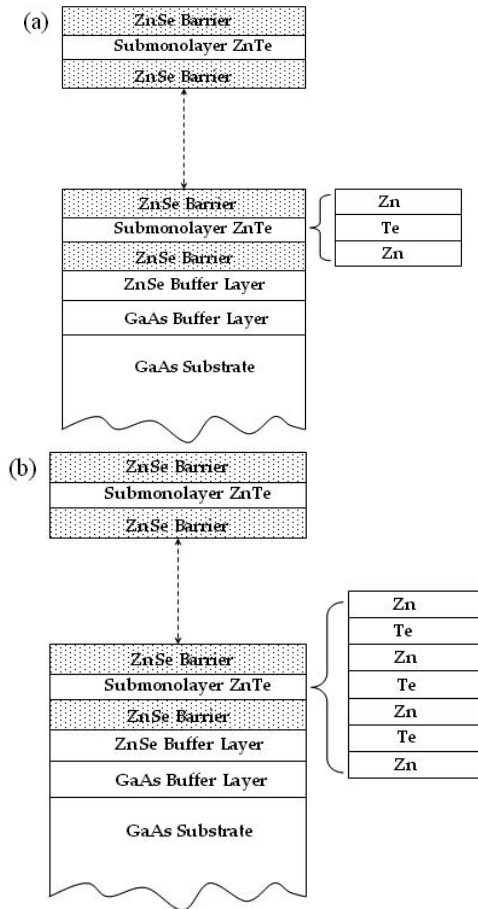 (a)
ZnSe Barrier
Submonolayer ZnTe
ZnSe Barrier
ZnSe Barrier
Submonolayer ZnTe
ZnSe Barrier
ZnSe Buffer Layer
GaAs Buffer Layer
GaAs Substrate
Zn
Te
Zn
(b)
ZnSe Barrier
Submonolayer ZnTe
ZnSe Barrier
ZnSe Barrier
Submonolayer ZnTe
ZnSe Barrier
ZnSe Buffer Layer
GaAs Buffer Layer
GaAs Substrate
Zn
Te
Zn
Te
Zn
Te
Zn